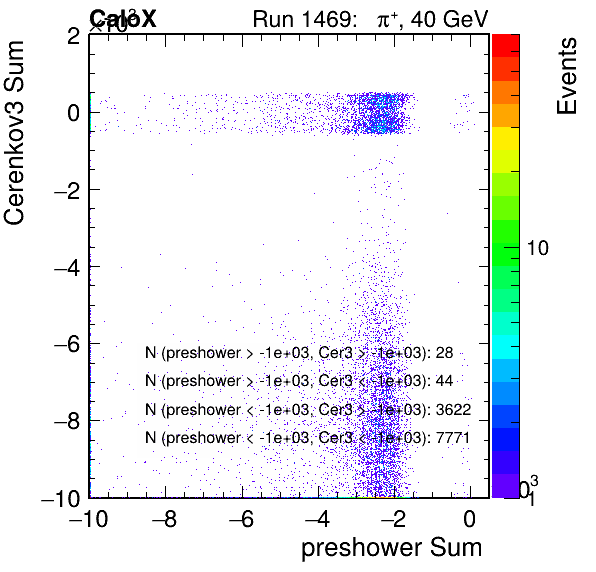 CaloX
×10³
Run 1469: π⁺, 40 GeV
Cerenkov3 Sum
Events
2
0
−2
−4
−6
−8
−10
N (preshower > -1e+03, Cer3 > -1e+03): 28
N (preshower > -1e+03, Cer3 < -1e+03): 44
N (preshower < -1e+03, Cer3 > -1e+03): 3622
N (preshower < -1e+03, Cer3 < -1e+03): 7771
10
1
−10 −8 −6 −4 −2 0
preshower Sum